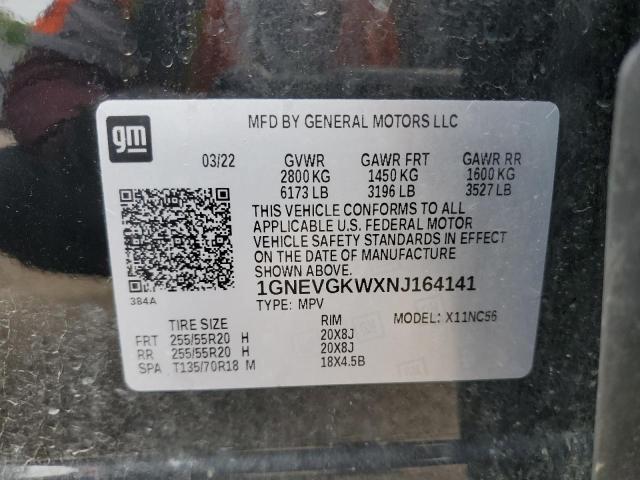 gm
MFD BY GENERAL MOTORS LLC
03/22 GVWR GAWR FRT GAWR RR
2800 KG 1450 KG 1600 KG
6173 LB 3196 LB 3527 LB
THIS VEHICLE CONFORMS TO ALL
APPLICABLE U.S. FEDERAL MOTOR
VEHICLE SAFETY STANDARDS IN EFFECT
ON THE DATE OF MANUFACTURE
SHOWN ABOVE.
384A
1GNEVGKWXNJ164141
TYPE: MPV MODEL: X11NC56
TIRE SIZE RIM
FRT 255/55R20 H 20X8J
RR 255/55R20 H 20X8J
SPA T135/70R18 M 18X4.5B